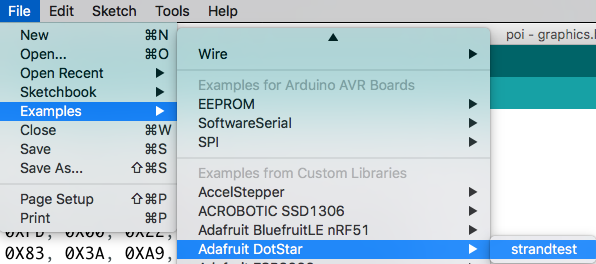 File Edit Sketch Tools Help
New ⌘N
Open... ⌘O
Open Recent ▶
Sketchbook ▶
Examples ▶
Close ⌘W
Save ⌘S
Save As... ⇧⌘S
Page Setup ⇧⌘P
Print ⌘P
0X00, 0X22,
0X83, 0X3A, 0XA9,
▲
Wire ▶
Examples for Arduino AVR Boards
EEPROM ▶
SoftwareSerial ▶
SPI ▶
Examples from Custom Libraries
AccelStepper ▶
ACROBOTIC SSD1306 ▶
Adafruit BluefruitLE nRF51 ▶
Adafruit DotStar ▶
strandtest
poi - graphics.